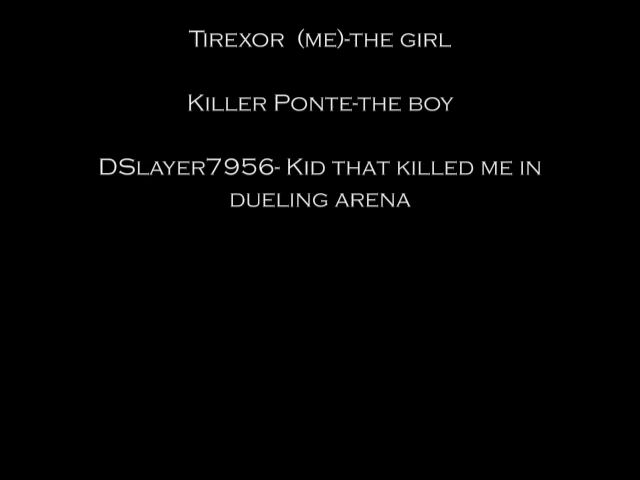 Tirexor (me)-the girl
Killer Ponte-the boy
DSlayer7956- Kid that killed me in
dueling arena